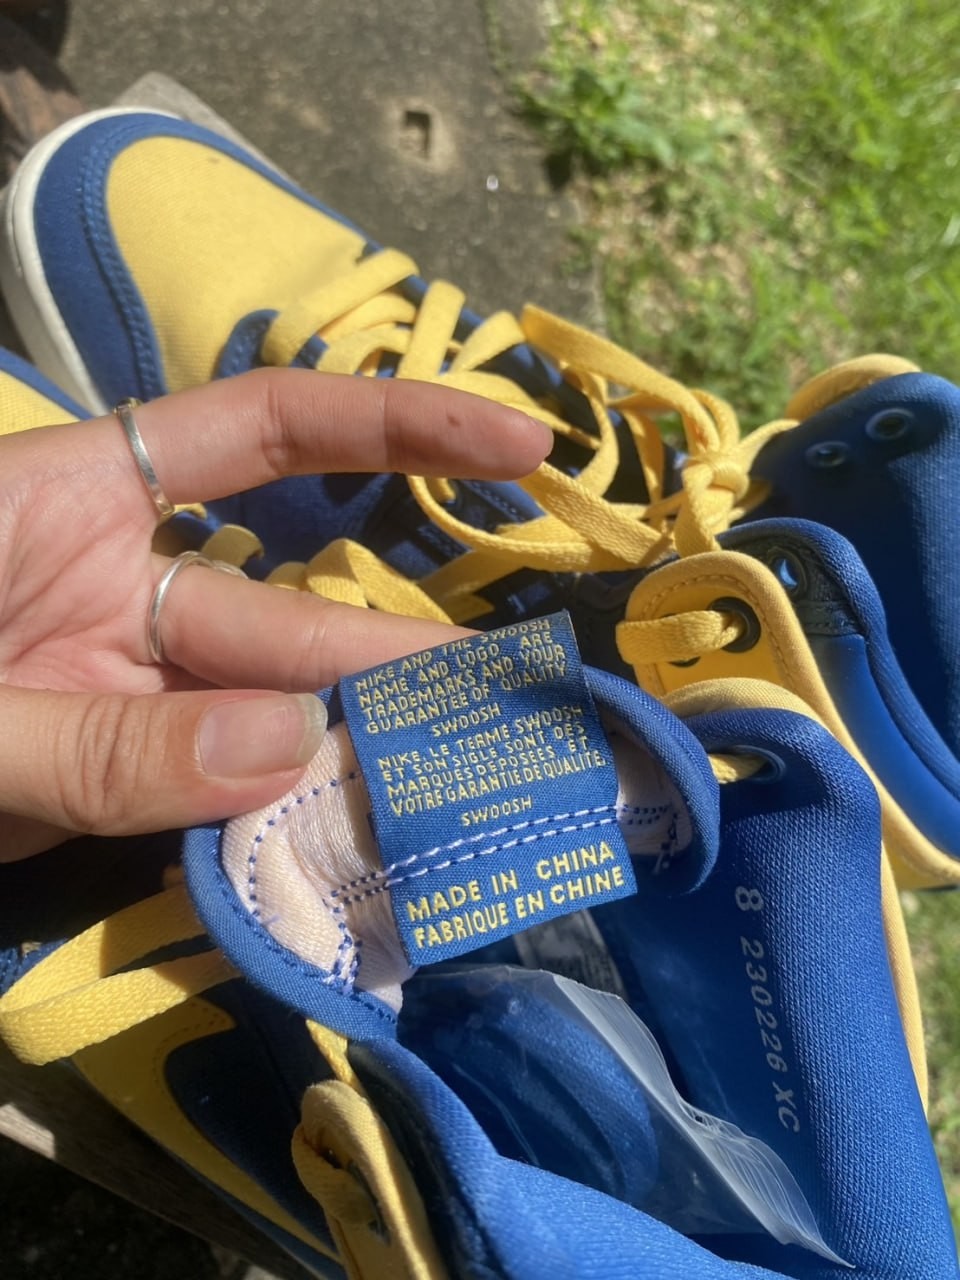 NIKE AND THE SWOOSH
NAME AND LOGO ARE
TRADEMARKS AND YOUR
GUARANTEE OF QUALITY
SWOOSH
NIKE LE TERME SWOOSH
ET SON SIGLE SONT DES
MARQUES DEPOSÉES ET
VOTRE GARANTIE DE QUALITE.
SWOOSH
MADE IN CHINA
FABRIQUE EN CHINE
8 230226 XC